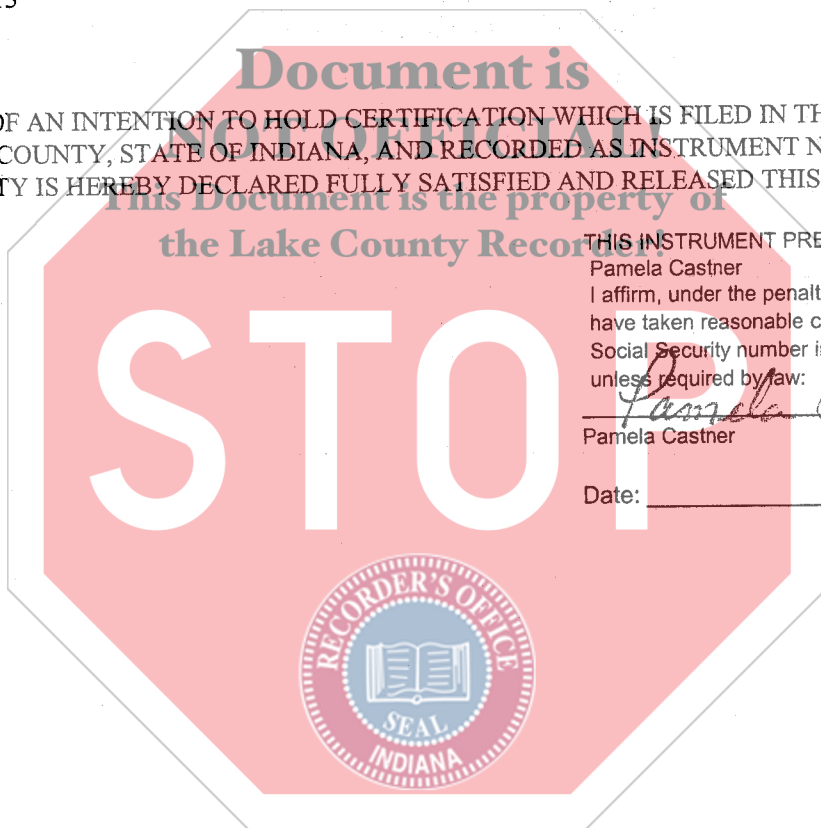 Document is
OF AN INTENTION TO HOLD CERTIFICATION WHICH IS FILED IN TH
NOT OFFICIAL!
COUNTY, STATE OF INDIANA, AND RECORDED AS INSTRUMENT N
TY IS HEREBY DECLARED FULLY SATISFIED AND RELEASED THIS
This Document is the property of
the Lake County Recorder!
THIS INSTRUMENT PRE
Pamela Castner
I affirm, under the penalt
have taken reasonable c
Social Security number i
unless required by law:
Pamela
Pamela Castner
Date:
STOP
RECORDER'S OFFICE
SEAL
INDIANA